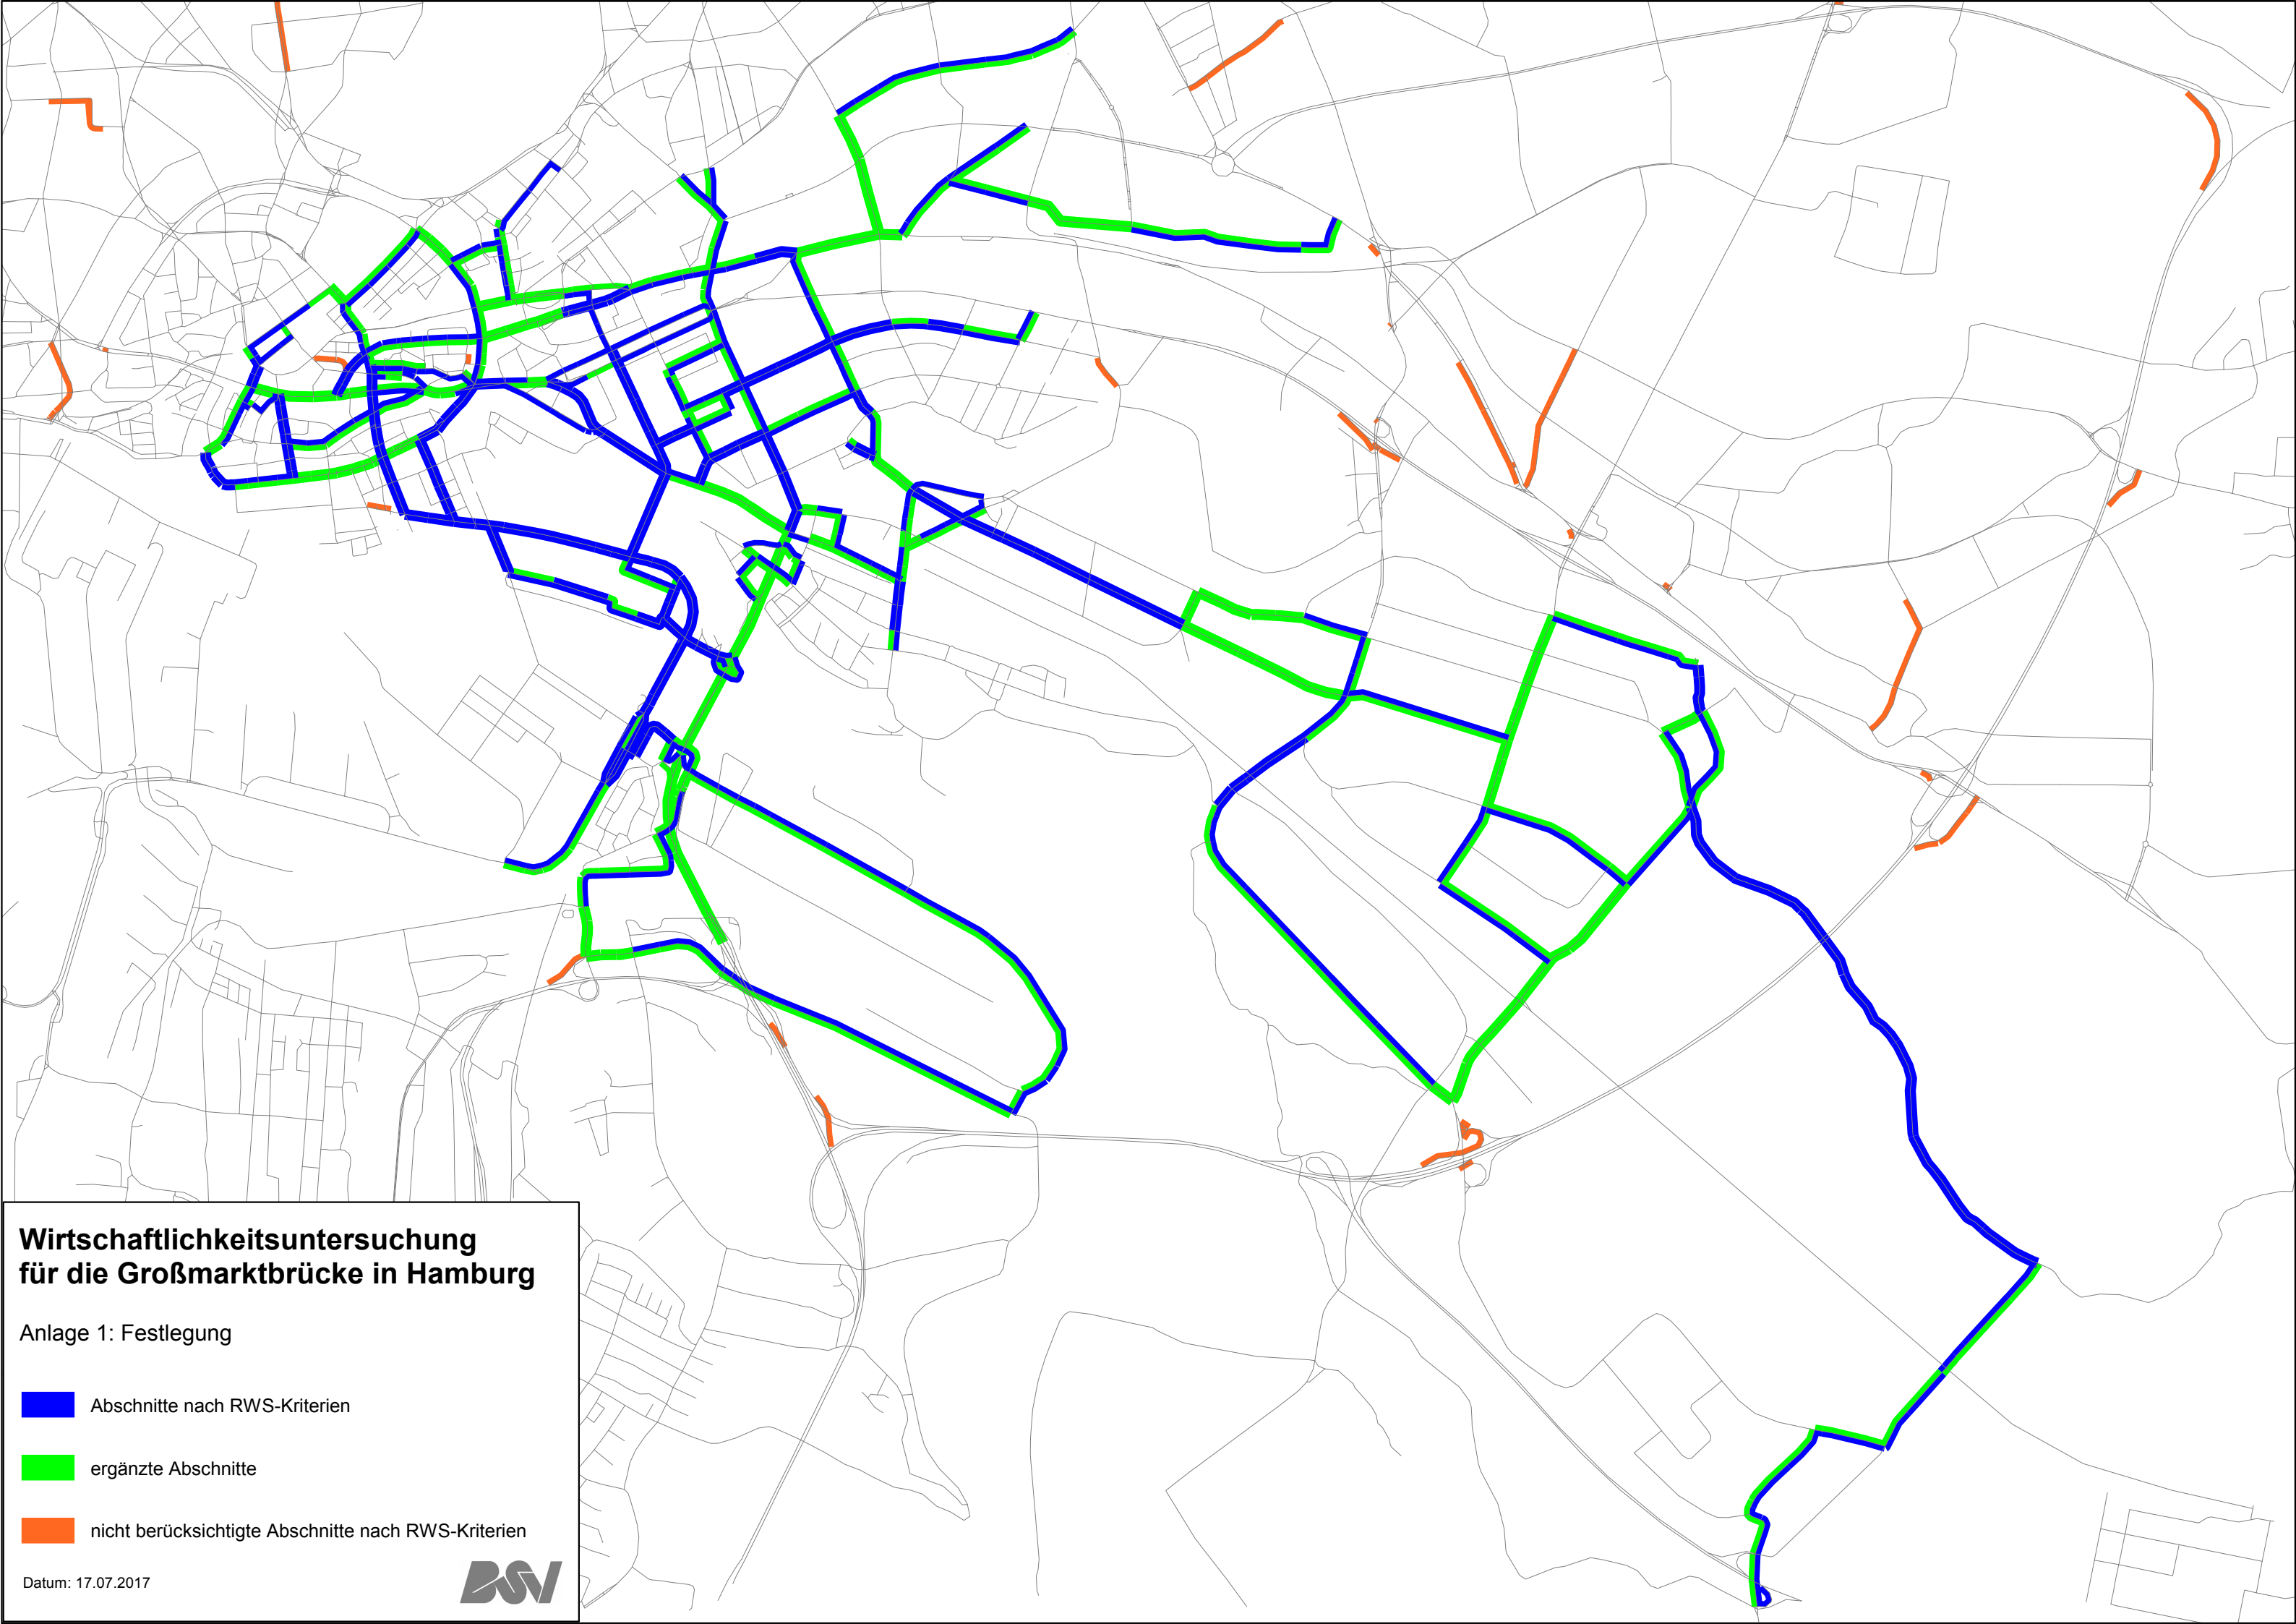 Wirtschaftlichkeitsuntersuchung
für die Großmarktbrücke in Hamburg
Anlage 1: Festlegung
Abschnitte nach RWS-Kriterien
ergänzte Abschnitte
nicht berücksichtigte Abschnitte nach RWS-Kriterien
Datum: 17.07.2017
BSV